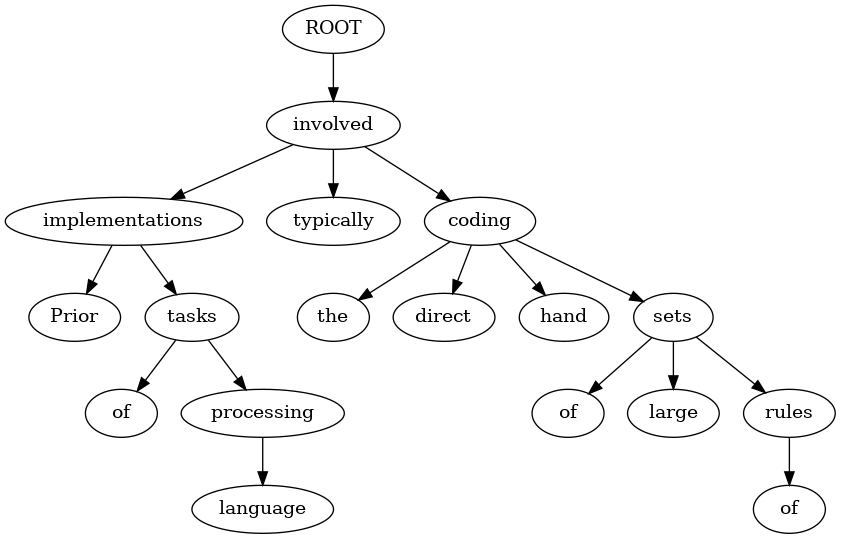 ROOT
involved
implementations typically coding
Prior tasks the direct hand sets
of processing of large rules
language of